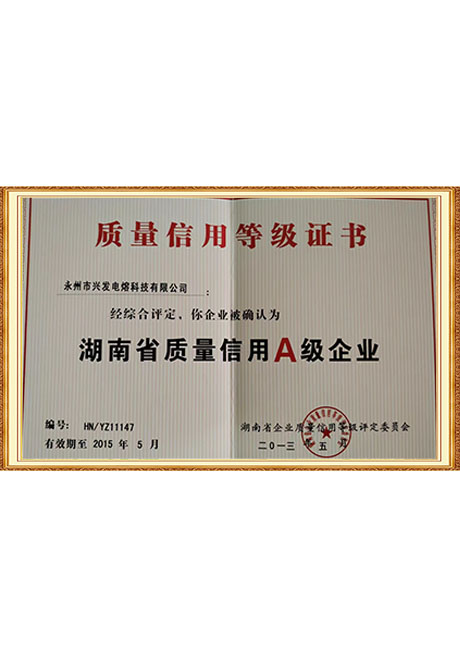 质量信用等级证书
永州市兴发电熔科技有限公司：
经综合评定，你企业被确认为
湖南省质量信用A级企业
编号： HN/YZ11147
有效期至 2015 年 5 月
湖南省企业质量信用等级评定委员会
二〇一三 五 月